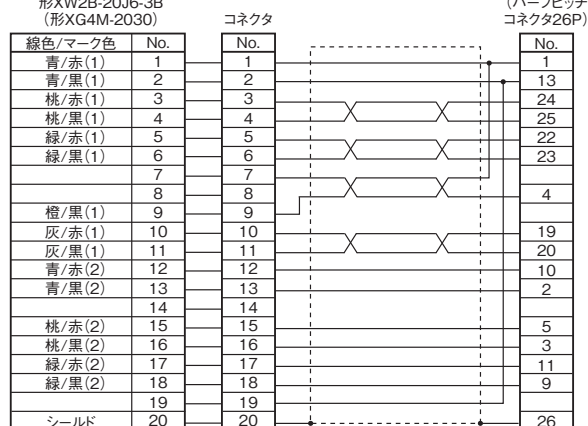 形XW2B-20J6-3B
(形XG4M-2030)
コネクタ
(ハーフピッチ
コネクタ26P)
線色/マーク色 No. No. No.
青/赤(1) 1 1 1
青/黒(1) 2 2 13
桃/赤(1) 3 3 24
桃/黒(1) 4 4 25
緑/赤(1) 5 5 22
緑/黒(1) 6 6 23
7 7
8 8 4
橙/黒(1) 9 9
灰/赤(1) 10 10 19
灰/黒(1) 11 11 20
青/赤(2) 12 12 10
青/黒(2) 13 13 2
14 14
桃/赤(2) 15 15 5
桃/黒(2) 16 16 3
緑/赤(2) 17 17 11
緑/黒(2) 18 18 9
19 19
シールド 20 20 26